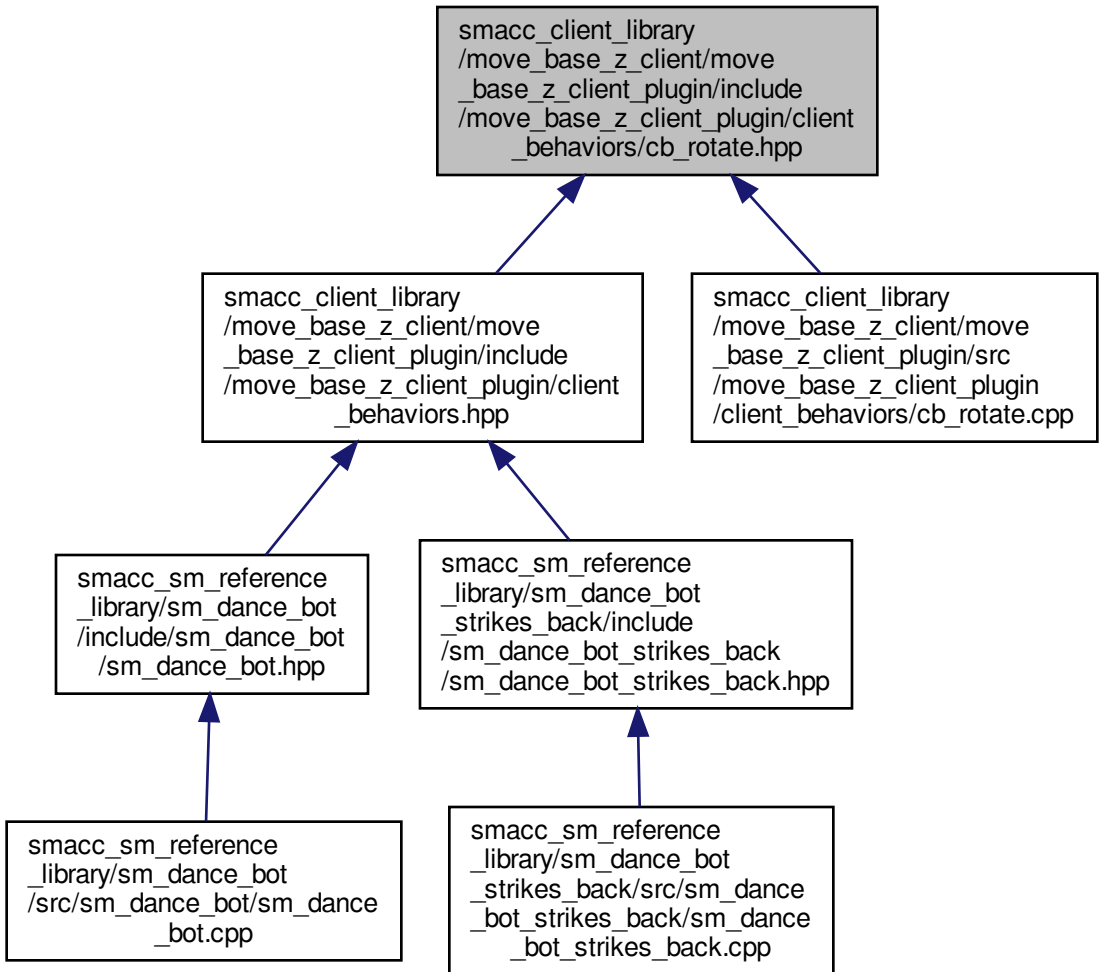 smacc_client_library
/move_base_z_client/move
_base_z_client_plugin/include
/move_base_z_client_plugin/client
_behaviors/cb_rotate.hpp
smacc_client_library
/move_base_z_client/move
_base_z_client_plugin/include
/move_base_z_client_plugin/client
_behaviors.hpp
smacc_client_library
/move_base_z_client/move
_base_z_client_plugin/src
/move_base_z_client_plugin
/client_behaviors/cb_rotate.cpp
smacc_sm_reference
_library/sm_dance_bot
/include/sm_dance_bot
/sm_dance_bot.hpp
smacc_sm_reference
_library/sm_dance_bot
_strikes_back/include
/sm_dance_bot_strikes_back
/sm_dance_bot_strikes_back.hpp
smacc_sm_reference
_library/sm_dance_bot
/src/sm_dance_bot/sm_dance
_bot.cpp
smacc_sm_reference
_library/sm_dance_bot
_strikes_back/src/sm_dance
_bot_strikes_back/sm_dance
_bot_strikes_back.cpp